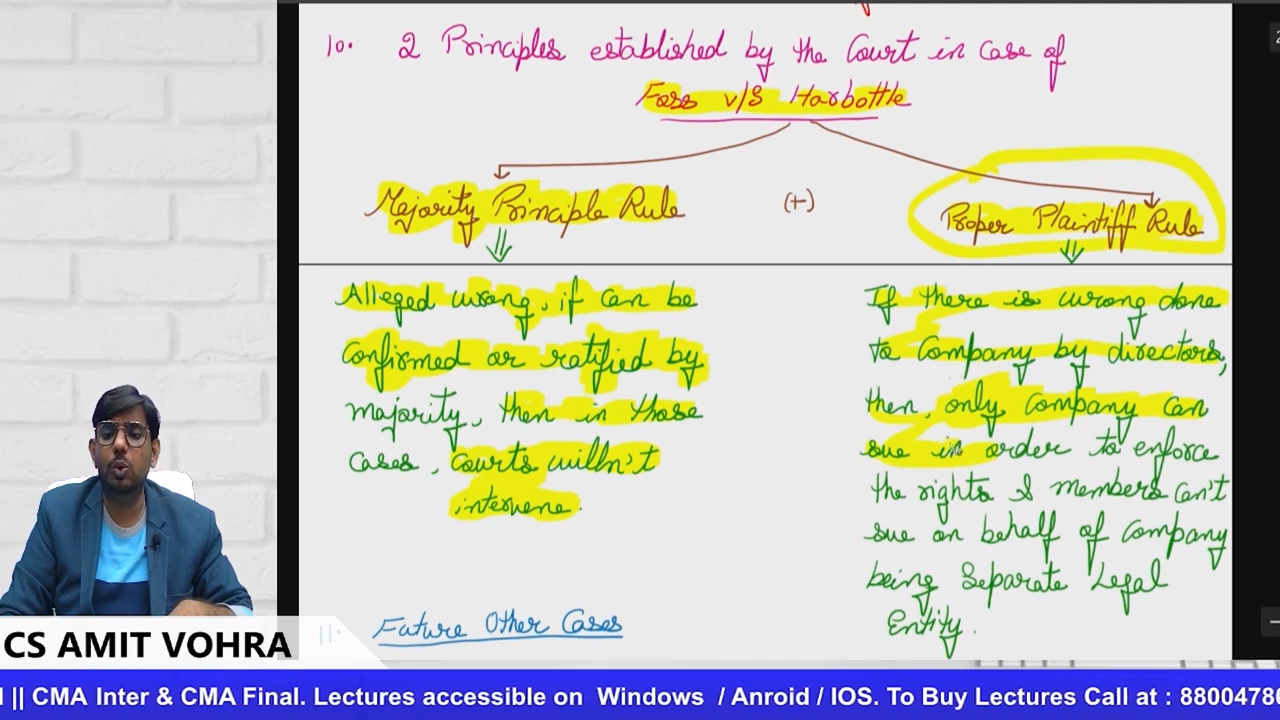 10. 2 Principles established by the Court in case of
Foss v/s Harbottle
Majority Principle Rule (+) Proper Plaintiff Rule
Alleged wrong, if can be
confirmed or ratified by
majority, then in those
cases, courts willn't
intervene.
If there is wrong done
to Company by directors,
then, only Company can
sue in order to enforce
the rights & members can't
sue on behalf of Company
being Separate Legal
Entity.
11. Future Other Cases
CS AMIT VOHRA
|| CMA Inter & CMA Final. Lectures accessible on Windows / Anroid / IOS. To Buy Lectures Call at : 8800478